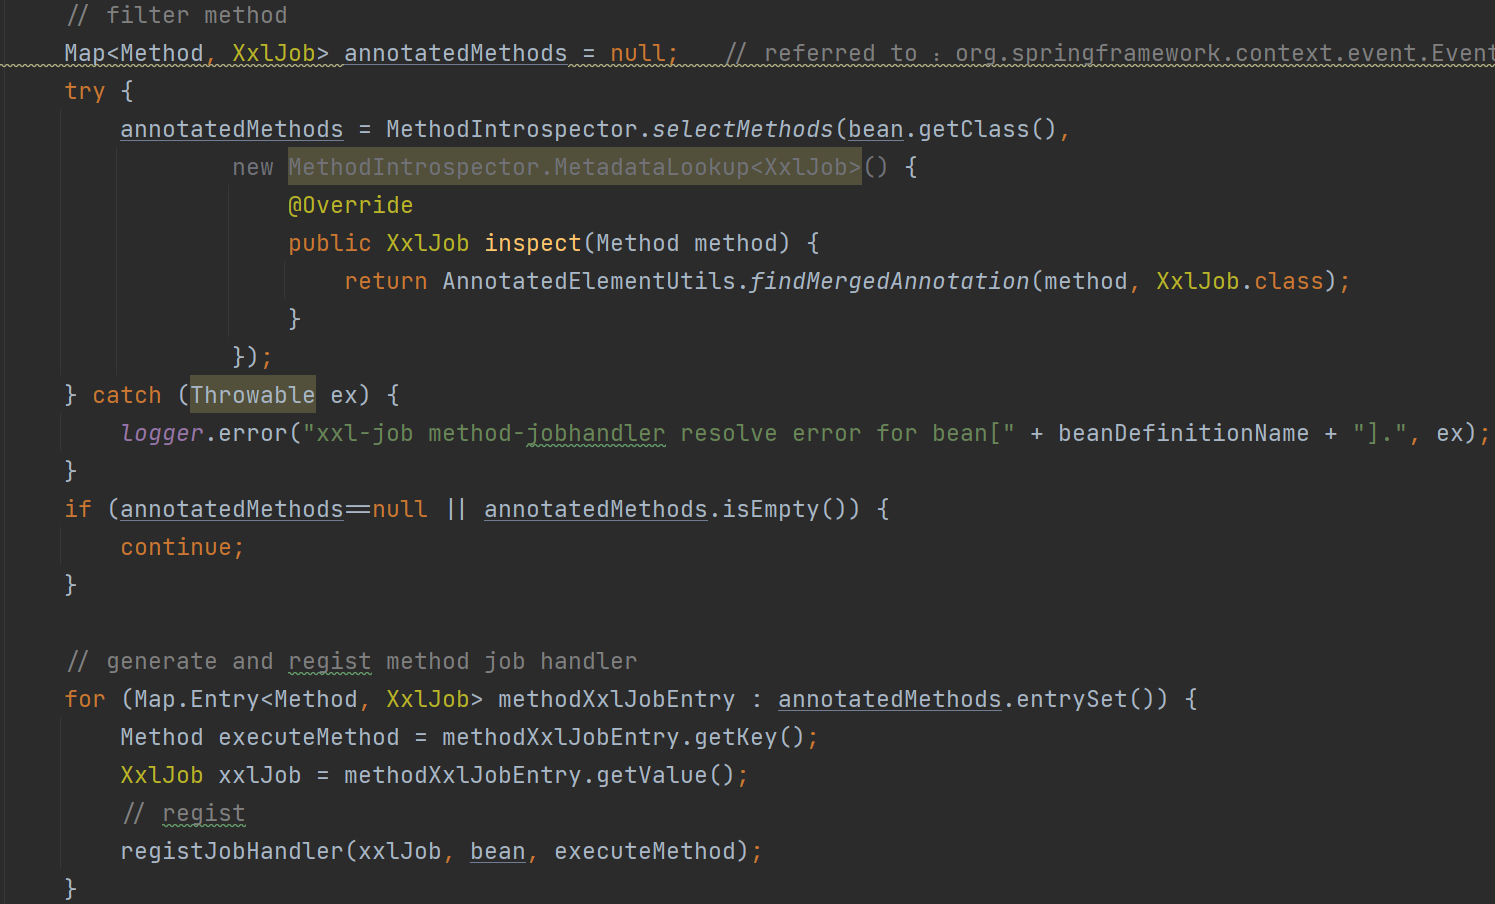 // filter method
Map<Method, XxlJob> annotatedMethods = null;   // referred to ：org.springframework.context.event.Event
try {
    annotatedMethods = MethodIntrospector.selectMethods(bean.getClass(),
            new MethodIntrospector.MetadataLookup<XxlJob>() {
                @Override
                public XxlJob inspect(Method method) {
                    return AnnotatedElementUtils.findMergedAnnotation(method, XxlJob.class);
                }
            });
} catch (Throwable ex) {
    logger.error("xxl-job method-jobhandler resolve error for bean[" + beanDefinitionName + "].", ex);
}
if (annotatedMethods==null || annotatedMethods.isEmpty()) {
    continue;
}
// generate and regist method job handler
for (Map.Entry<Method, XxlJob> methodXxlJobEntry : annotatedMethods.entrySet()) {
    Method executeMethod = methodXxlJobEntry.getKey();
    XxlJob xxlJob = methodXxlJobEntry.getValue();
    // regist
    registJobHandler(xxlJob, bean, executeMethod);
}